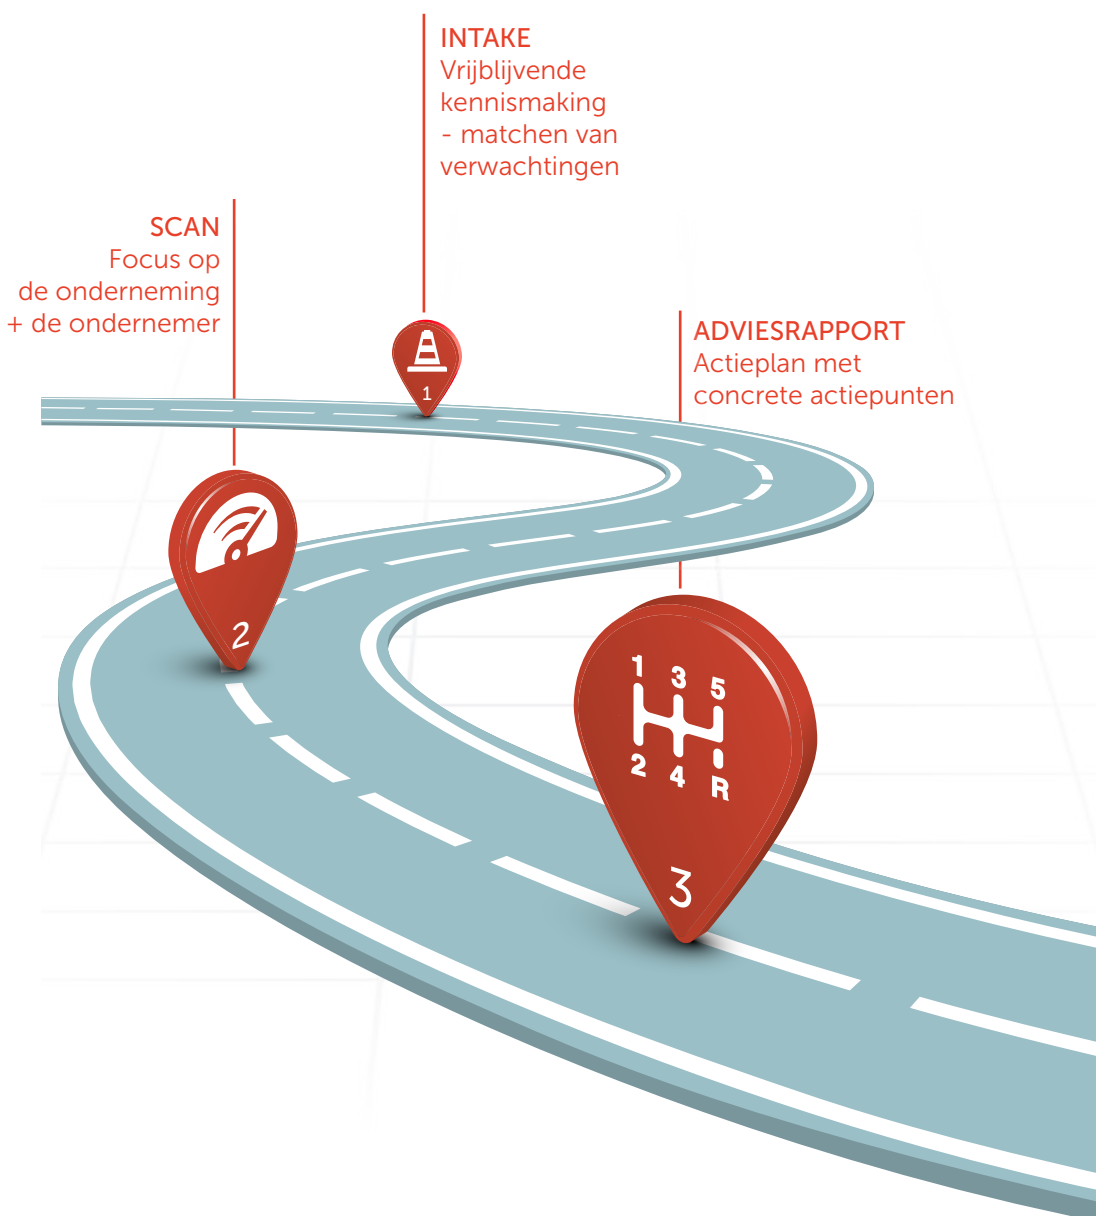 INTAKE
Vrijblijvende
kennismaking
- matchen van
verwachtingen
1
SCAN
Focus op
de onderneming
+ de ondernemer
2
ADVIESRAPPORT
Actieplan met
concrete actiepunten
1 3 5
2 4 R
3